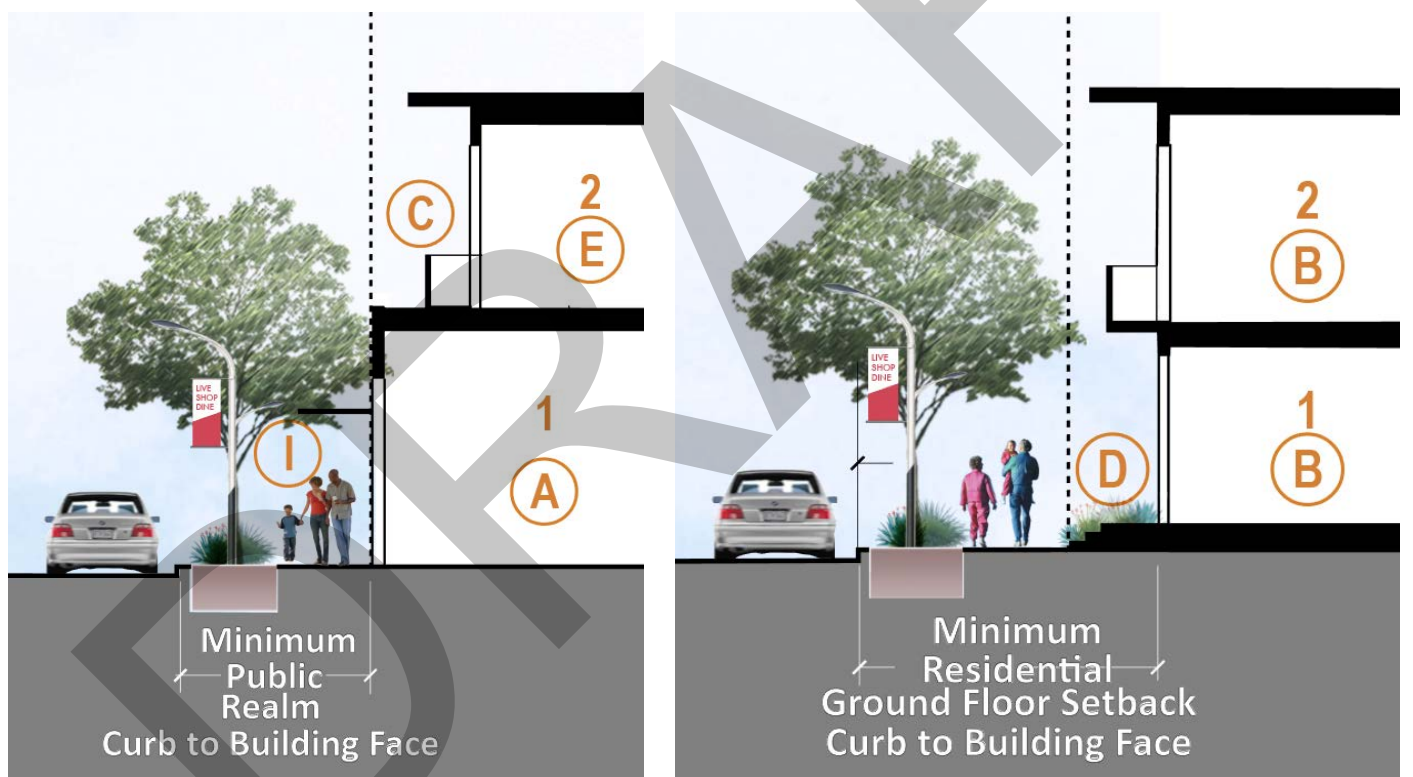 C
2
E
LIVE
SHOP
DINE
1
I
A
Minimum
Public
Realm
Curb to Building Face
2
B
LIVE
SHOP
DINE
1
D
B
Minimum
Residential
Ground Floor Setback
Curb to Building Face
DRAF